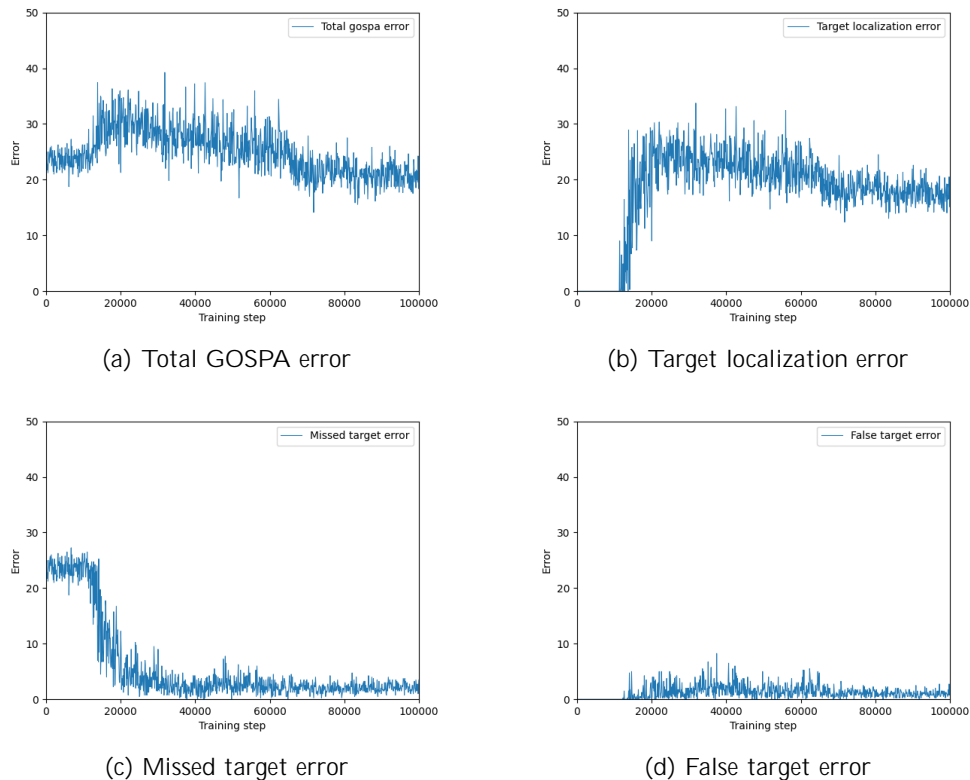 50
40
30
20
10
0
Error
Total gospa error
0 20000 40000 60000 80000 100000
Training step
(a) Total GOSPA error
50
40
30
20
10
0
Error
Target localization error
0 20000 40000 60000 80000 100000
Training step
(b) Target localization error
50
40
30
20
10
0
Error
Missed target error
0 20000 40000 60000 80000 100000
Training step
(c) Missed target error
50
40
30
20
10
0
Error
False target error
0 20000 40000 60000 80000 100000
Training step
(d) False target error